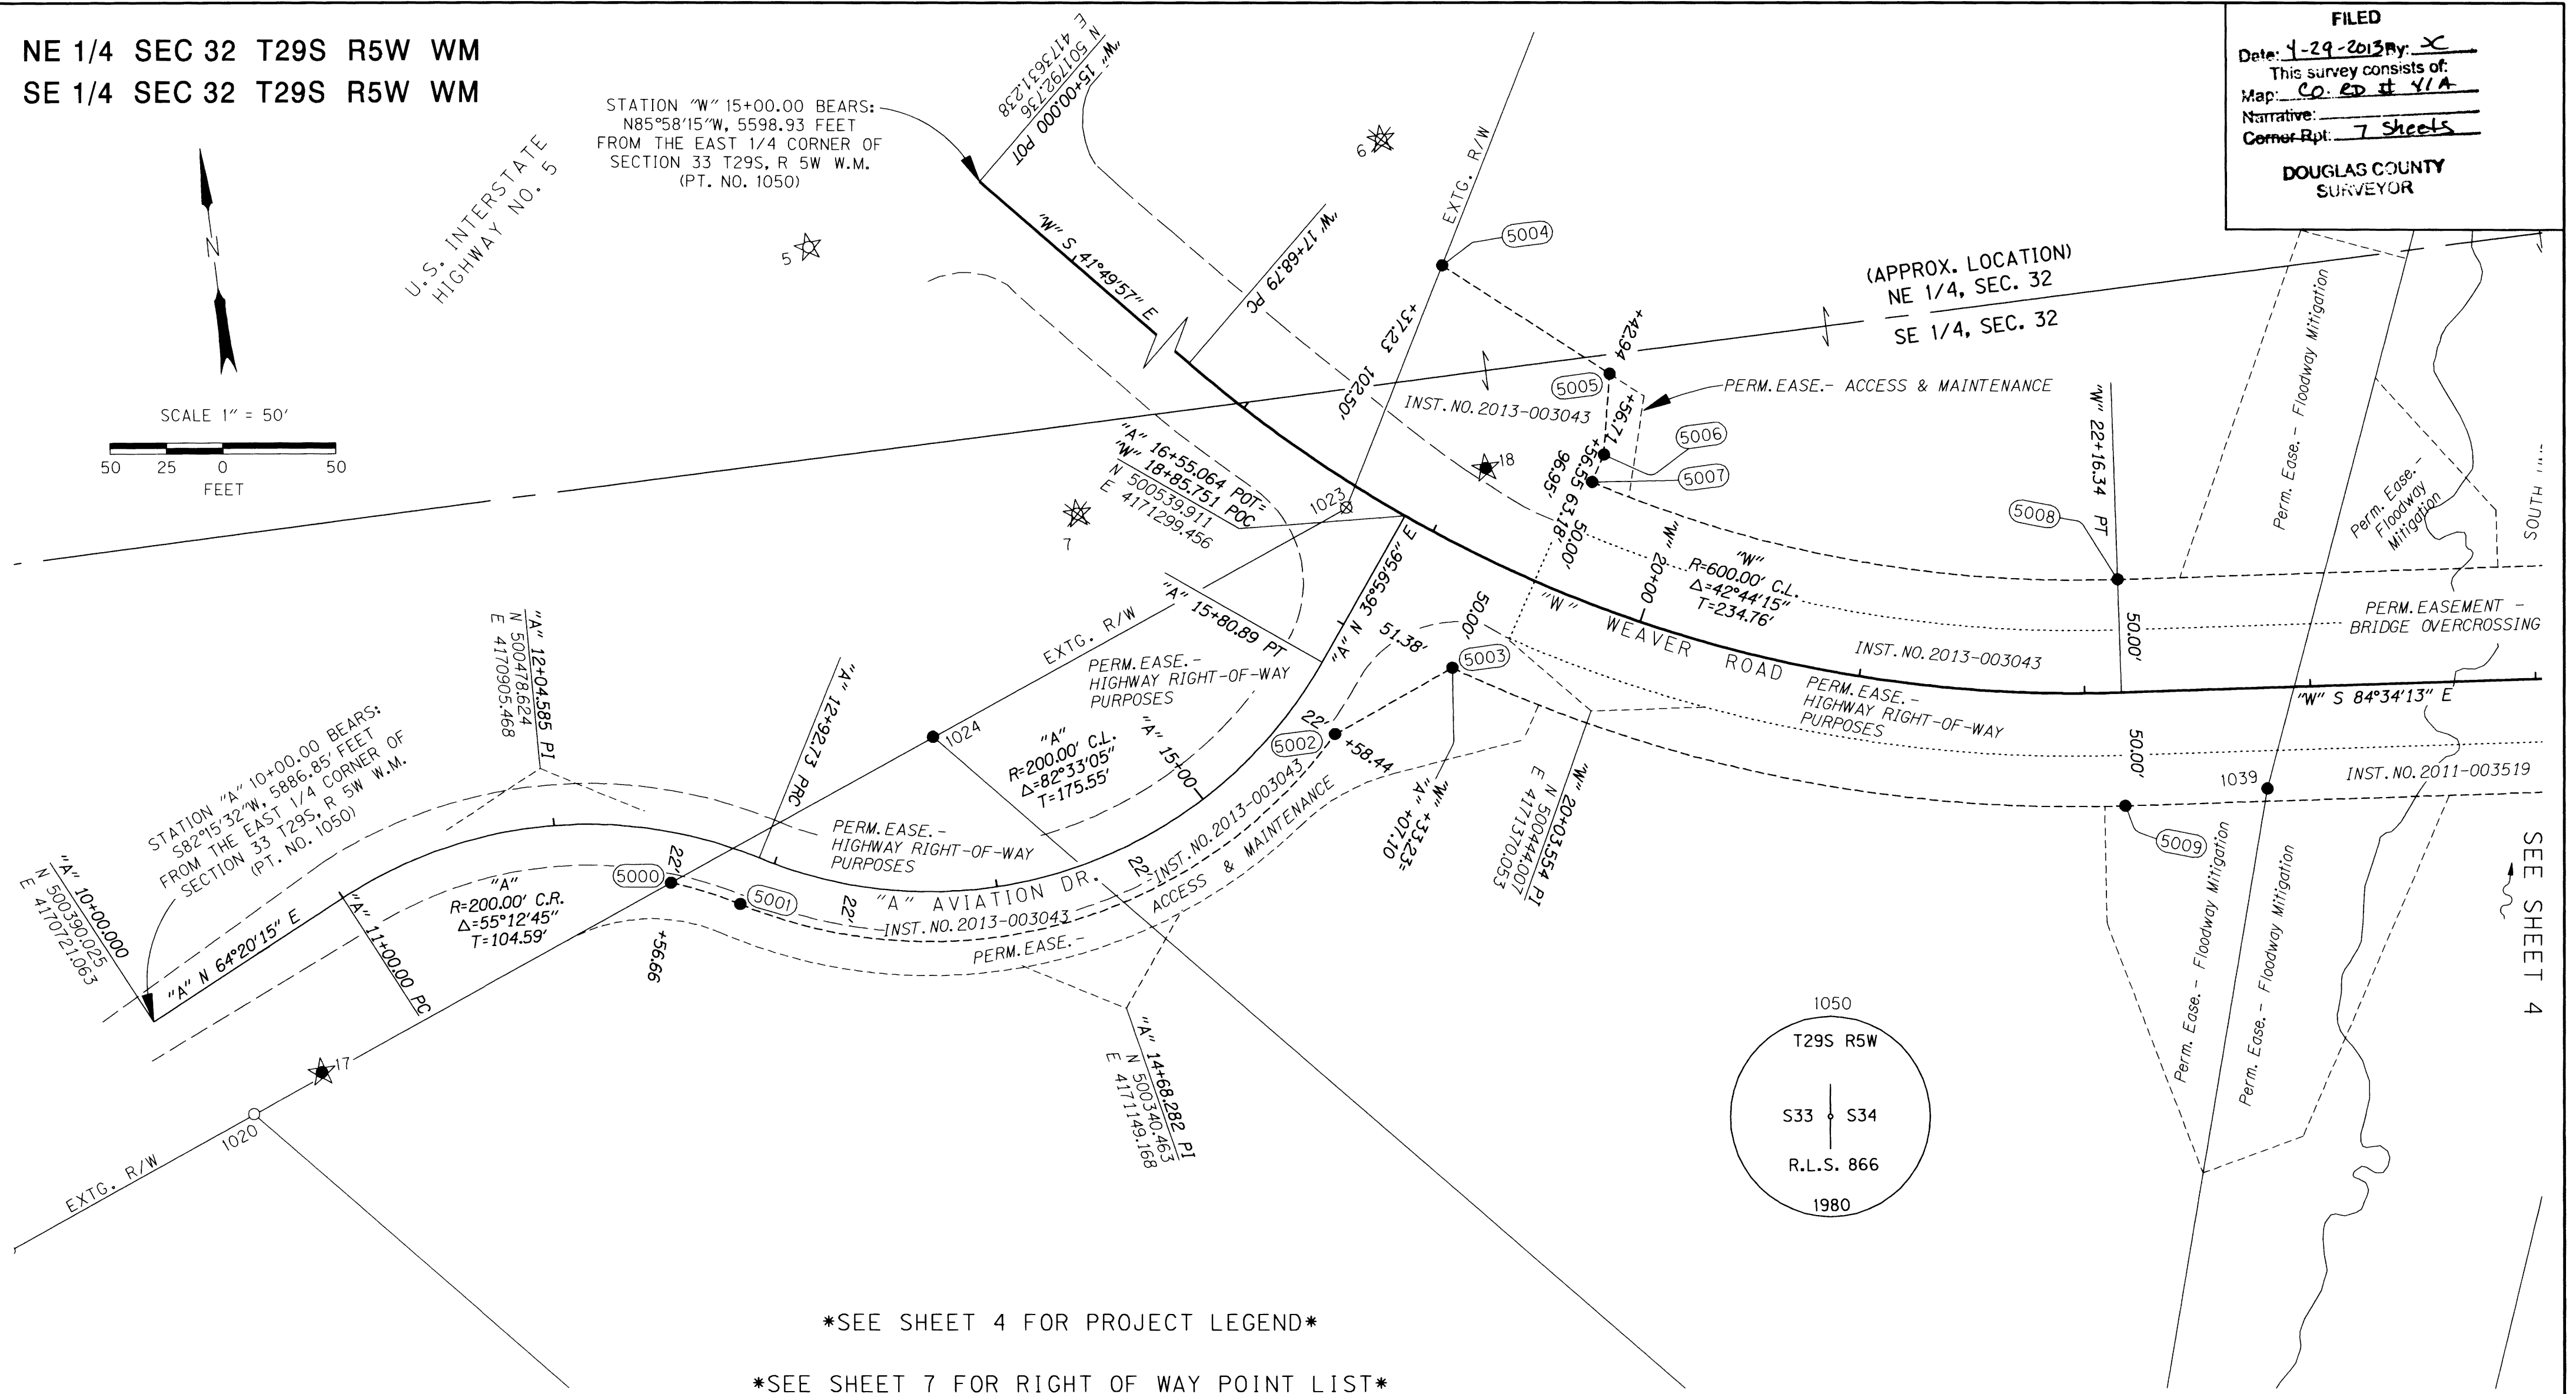 NE 1/4 SEC 32 T29S R5W WM
SE 1/4 SEC 32 T29S R5W WM
FILED
Date: 4-29-2013 By:
This survey consists of:
Map: CO. RD # 41A
Narrative:
Corner Rpt: 7 Sheets
DOUGLAS COUNTY
SURVEYOR
N
SCALE 1" = 50'
50 25 0 50
FEET
U.S. INTERSTATE
HIGHWAY NO. 5
STATION "W" 15+00.00 BEARS:
N85°58'15"W, 5598.93 FEET
FROM THE EAST 1/4 CORNER OF
SECTION 33 T29S, R 5W W.M.
(PT. NO. 1050)
"W" 15+00.000 POT
N 501792.736
E 4173631.238
5
6
"W" S 41°49'57" E
"W" 17+68.79 PC
EXTG. R/W
5004
+37.23
102.50'
+42.94
5005
INST.NO.2013-003043
PERM.EASE.- ACCESS & MAINTENANCE
(APPROX. LOCATION)
NE 1/4, SEC. 32
SE 1/4, SEC. 32
+56.71
96.95'
+56.55
63.18'
50.00'
5006
5007
18
"A" 16+55.064 POT=
"W" 18+85.751 POC
N 500539.911
E 4171299.456
1023
7
"W" 20+00
"W"
R=600.00' C.L.
Δ=42°44'15"
T=234.76'
"W" 22+16.34 PT
5008
50.00'
Perm. Ease. - Floodway Mitigation
Perm. Ease. -
Floodway
Mitigation
SOUTH
PERM.EASEMENT -
BRIDGE OVERCROSSING
"W"
WEAVER ROAD
INST.NO.2013-003043
PERM.EASE.-
HIGHWAY RIGHT-OF-WAY
PURPOSES
"W" S 84°34'13" E
50.00'
1039
INST.NO.2011-003519
5009
"A" N 36°59'56" E
"A" 15+80.89 PT
EXTG. R/W
PERM.EASE.-
HIGHWAY RIGHT-OF-WAY
PURPOSES
51.38'
50.00'
5003
22'
5002
+58.44
"W" +33.23=
"A" +07.10
"W" 20+03.554 PI
N 500444.007
E 4171370.053
1024
"A"
R=200.00' C.L.
Δ=82°33'05"
T=175.55'
"A" 15+00
"A" 12+04.585 PI
N 500478.624
E 4170905.468
"A" 12+92.73 PRC
STATION "A" 10+00.00 BEARS:
S82°15'32"W, 5886.85' FEET
FROM THE EAST 1/4 CORNER OF
SECTION 33 T29S, R 5W W.M.
(PT. NO. 1050)
"A" 10+00.000
N 500390.025
E 4170721.063
"A" N 64°20'15" E
"A" 11+00.00 PC
"A"
R=200.00' C.R.
Δ=55°12'45"
T=104.59'
PERM.EASE.-
HIGHWAY RIGHT-OF-WAY
PURPOSES
22'
5000
5001
+56.66
22'
"A" AVIATION DR.
22'
INST.NO.2013-003043
INST.NO.2013-003043
PERM.EASE.-
ACCESS & MAINTENANCE
"A" 14+68.282 PI
N 500340.463
E 4171149.168
17
1020
EXTG. R/W
1050
T29S R5W
S33 S34
R.L.S. 866
1980
Perm. Ease. - Floodway Mitigation
Perm. Ease. - Floodway Mitigation
SEE SHEET 4
*SEE SHEET 4 FOR PROJECT LEGEND*
*SEE SHEET 7 FOR RIGHT OF WAY POINT LIST*